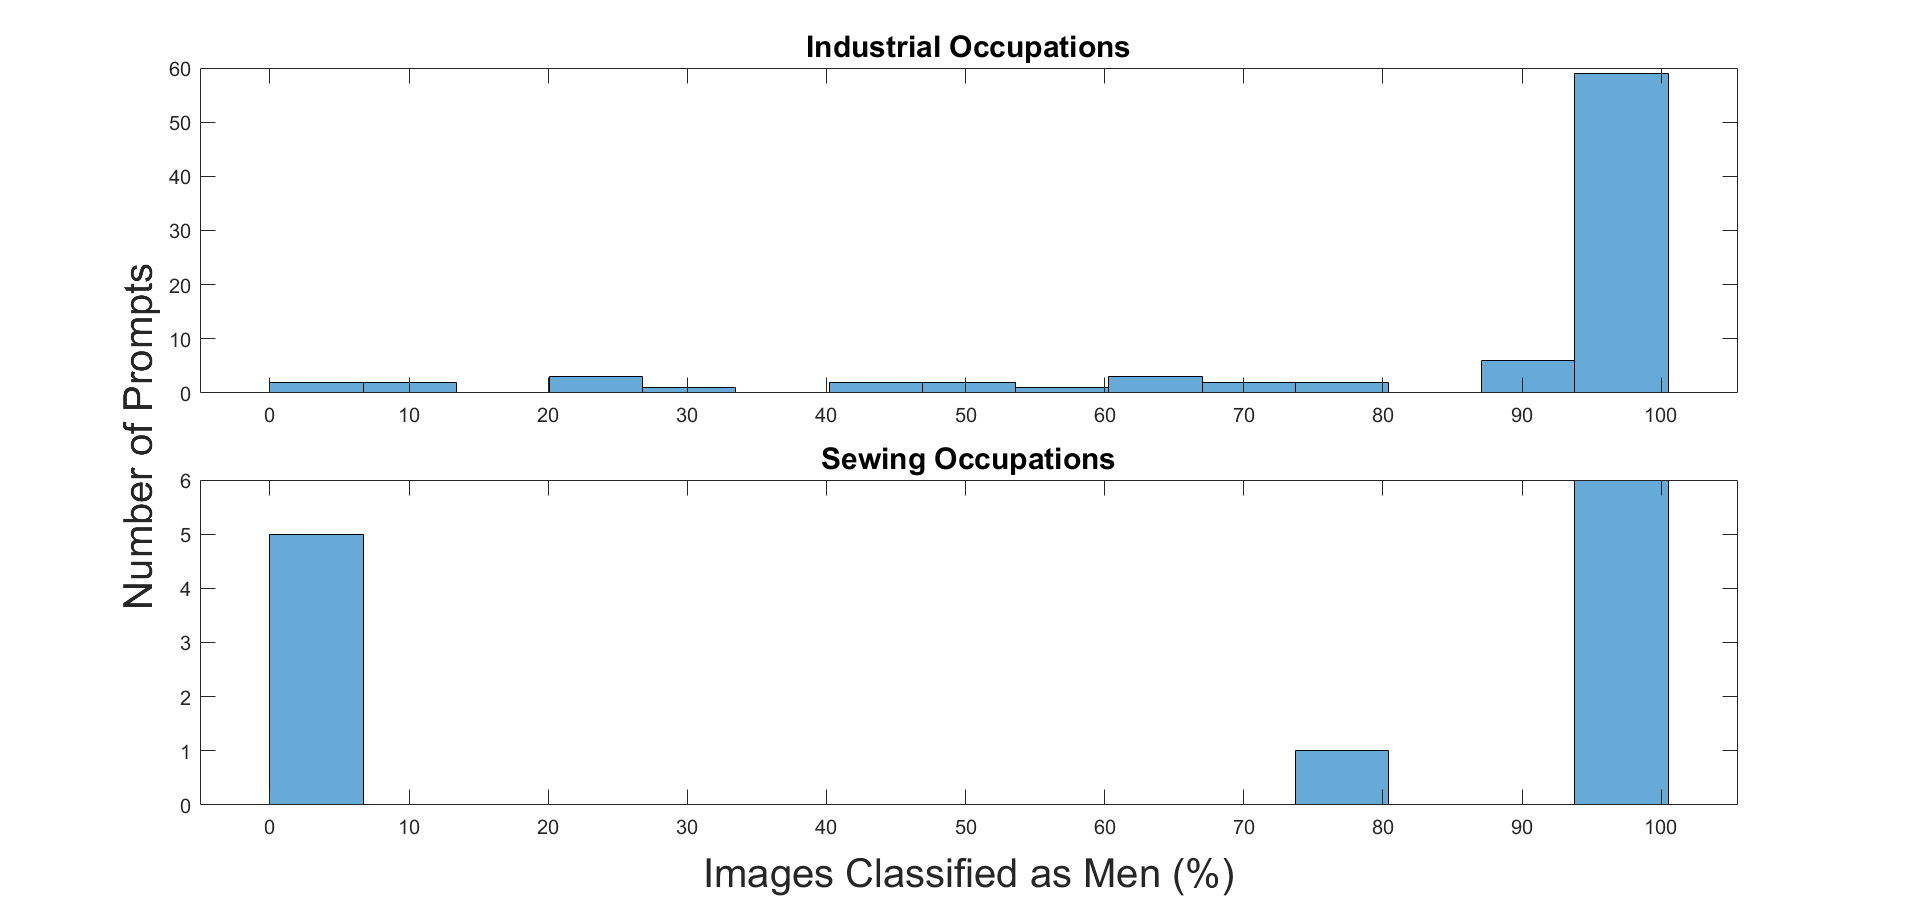 Industrial Occupations
60
50
40
30
20
10
0
0 10 20 30 40 50 60 70 80 90 100
Number of Prompts
Sewing Occupations
6
5
4
3
2
1
0
0 10 20 30 40 50 60 70 80 90 100
Images Classified as Men (%)